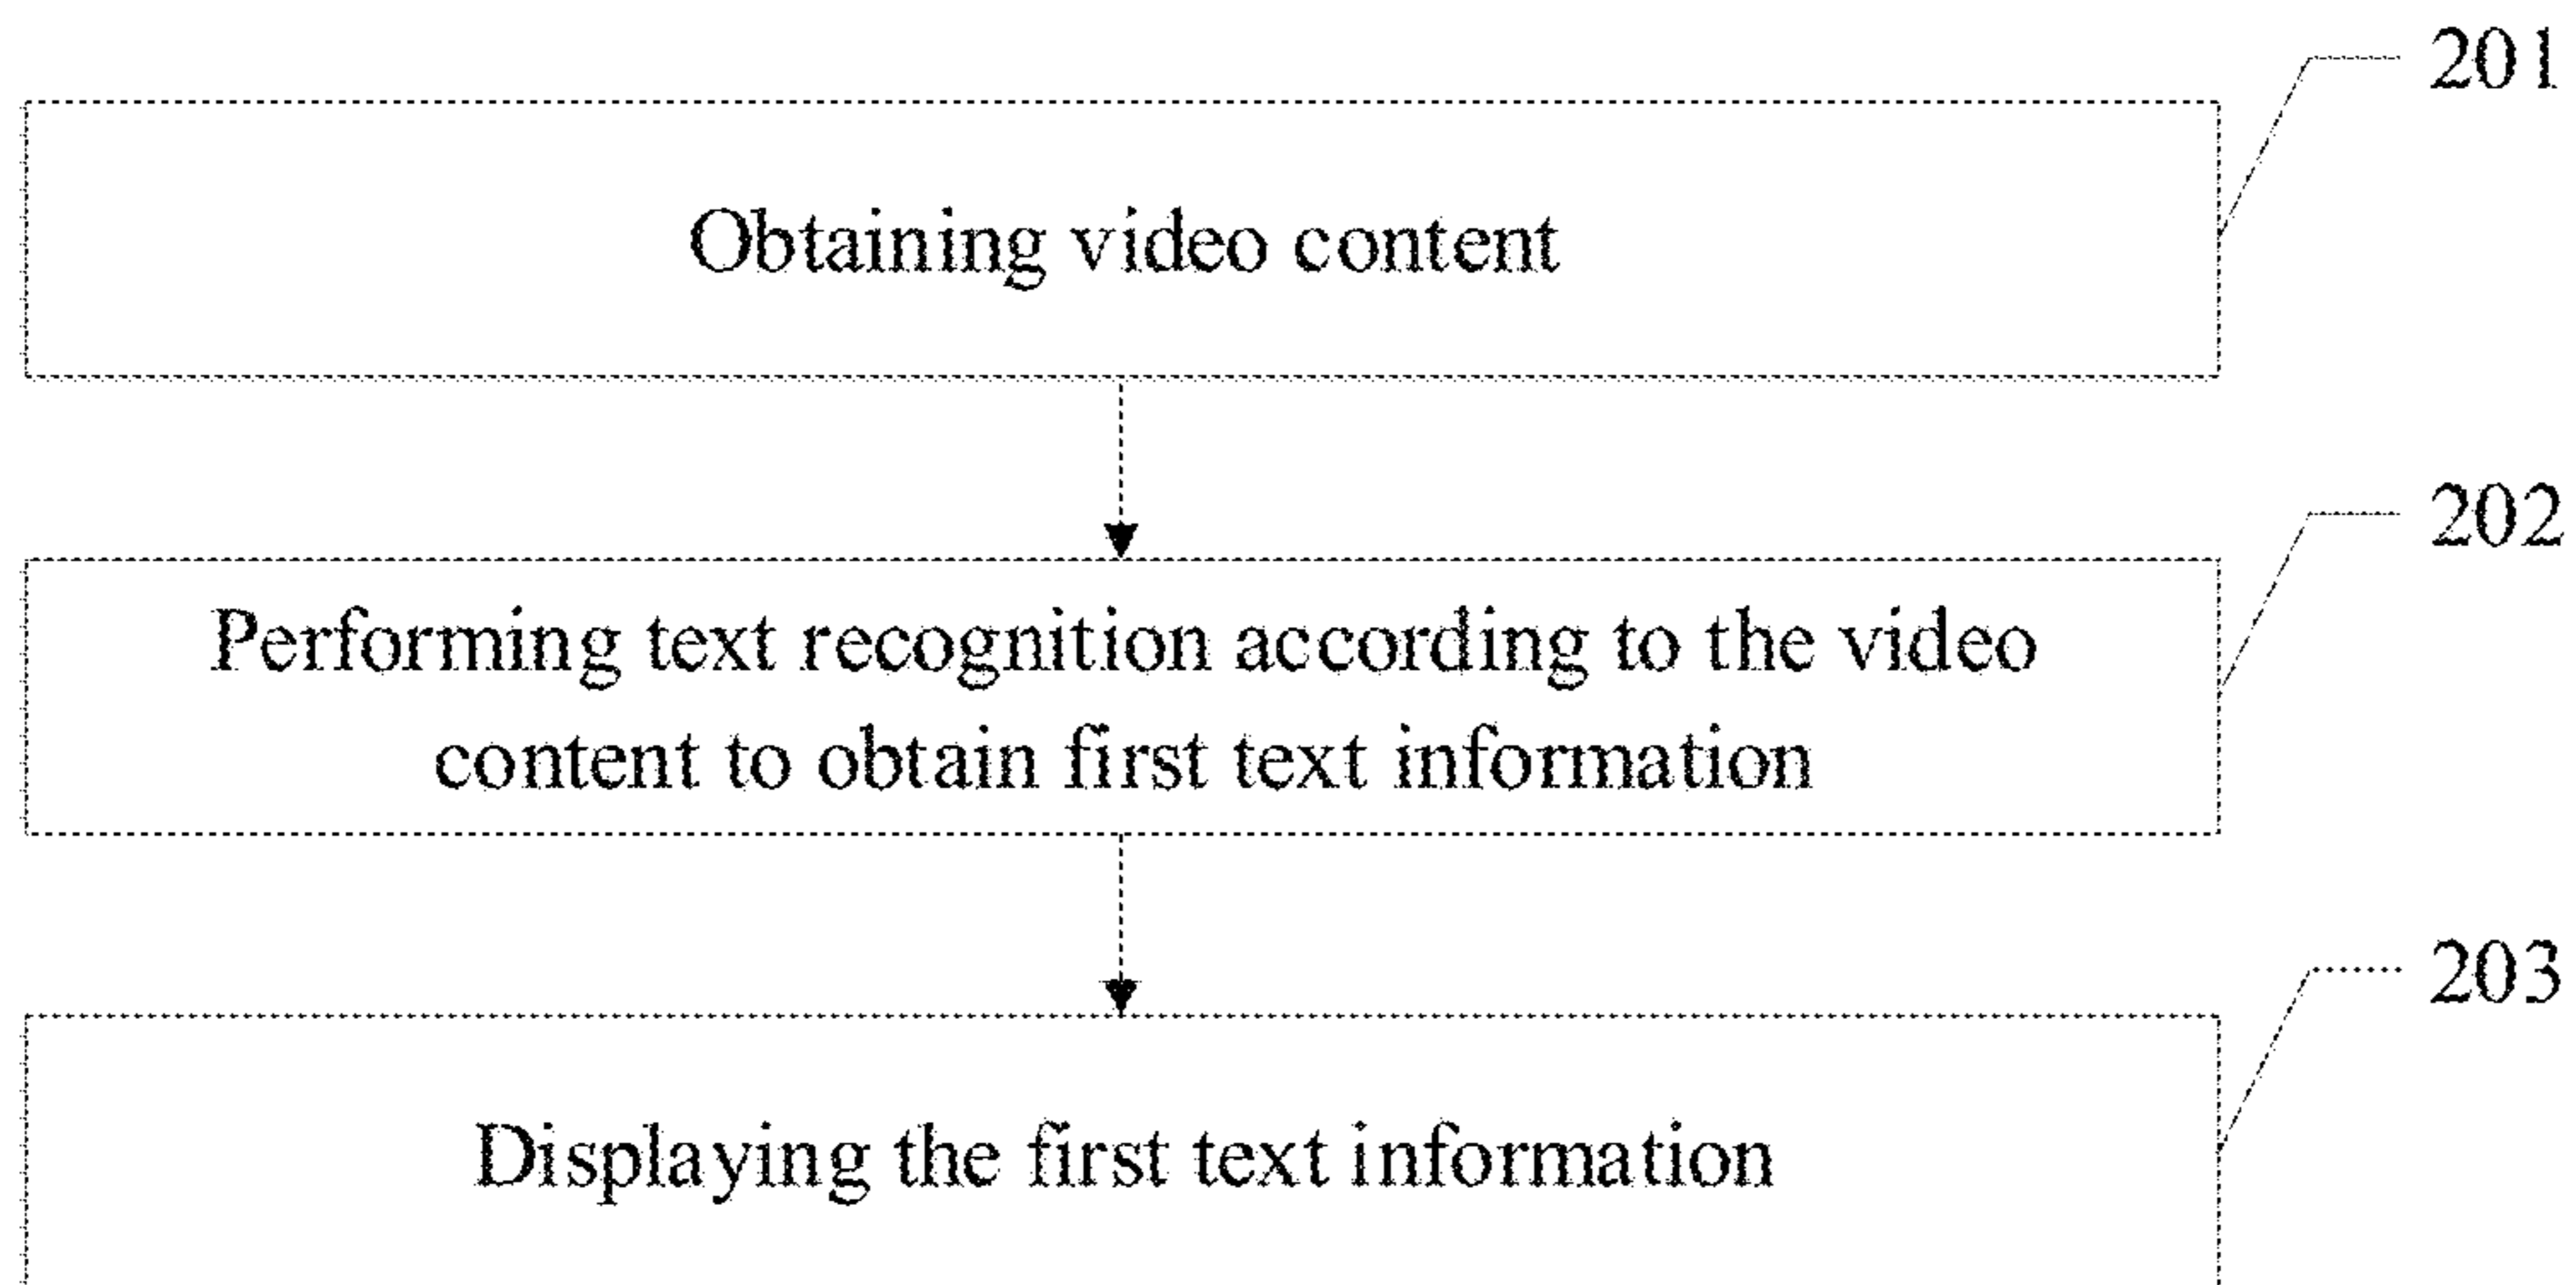 201
Obtaining video content
202
Performing text recognition according to the video
content to obtain first text information
203
Displaying the first text information